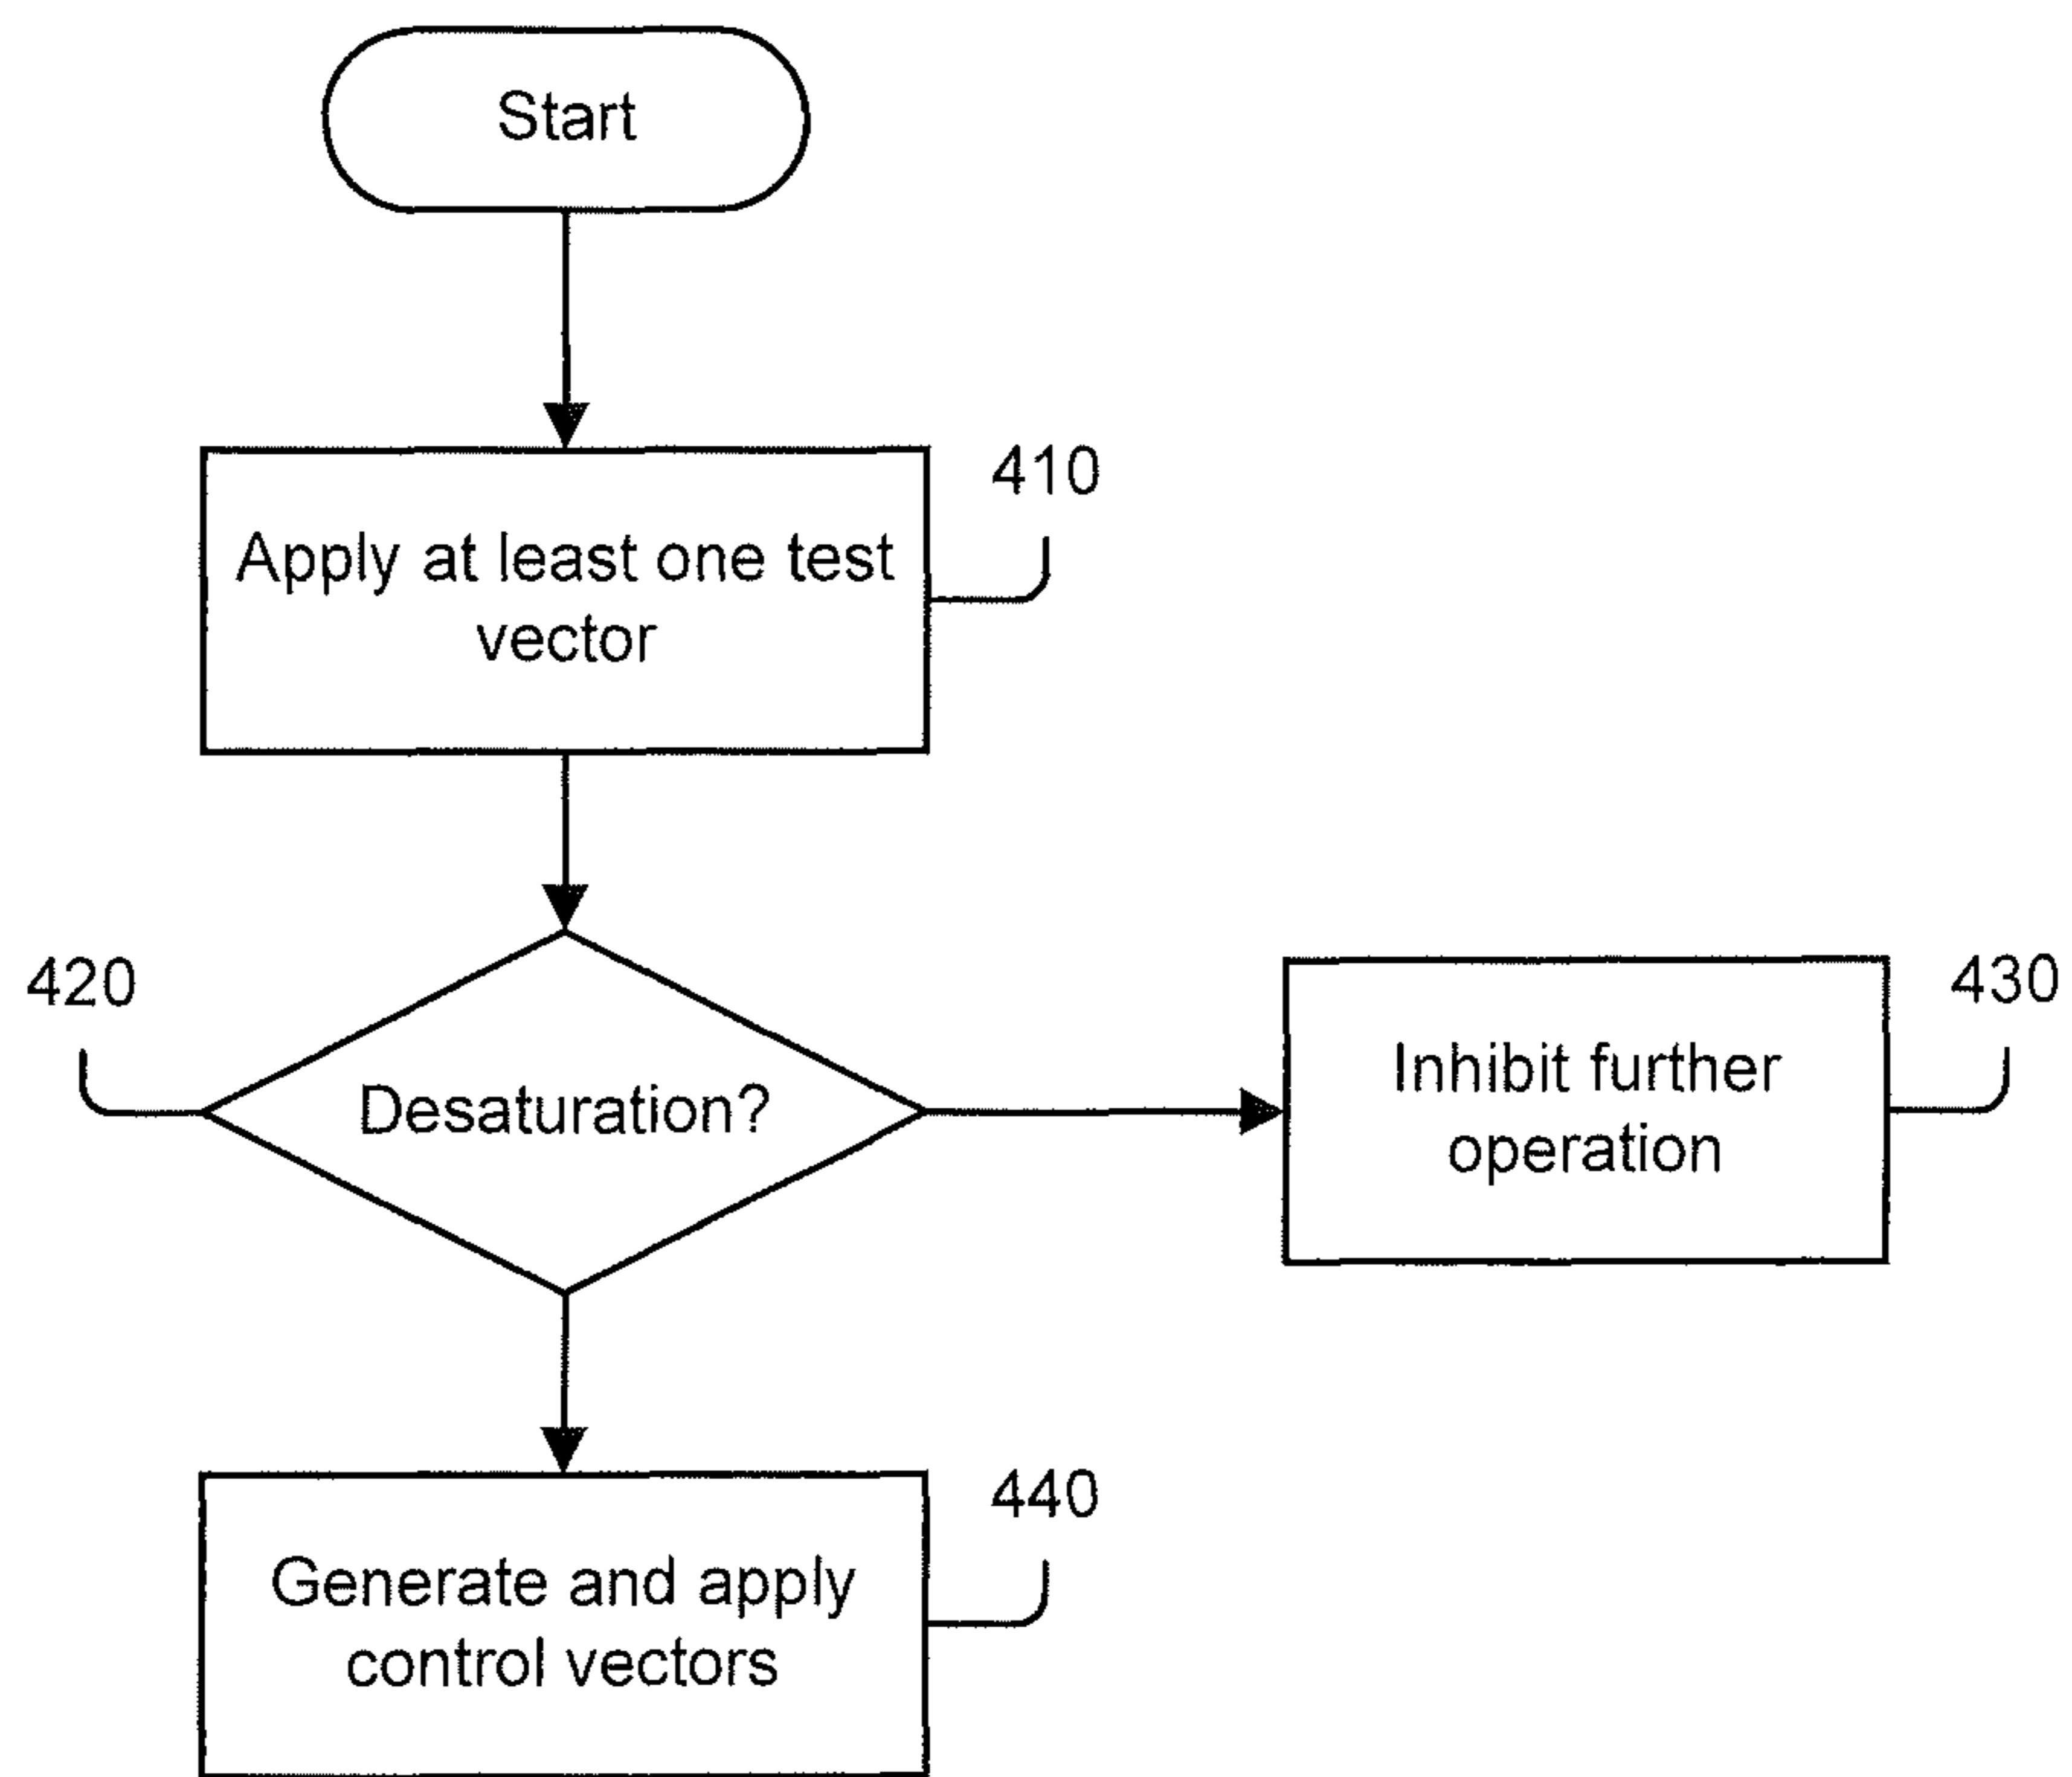 Start
410
Apply at least one test
vector
420
Desaturation?
430
Inhibit further
operation
440
Generate and apply
control vectors